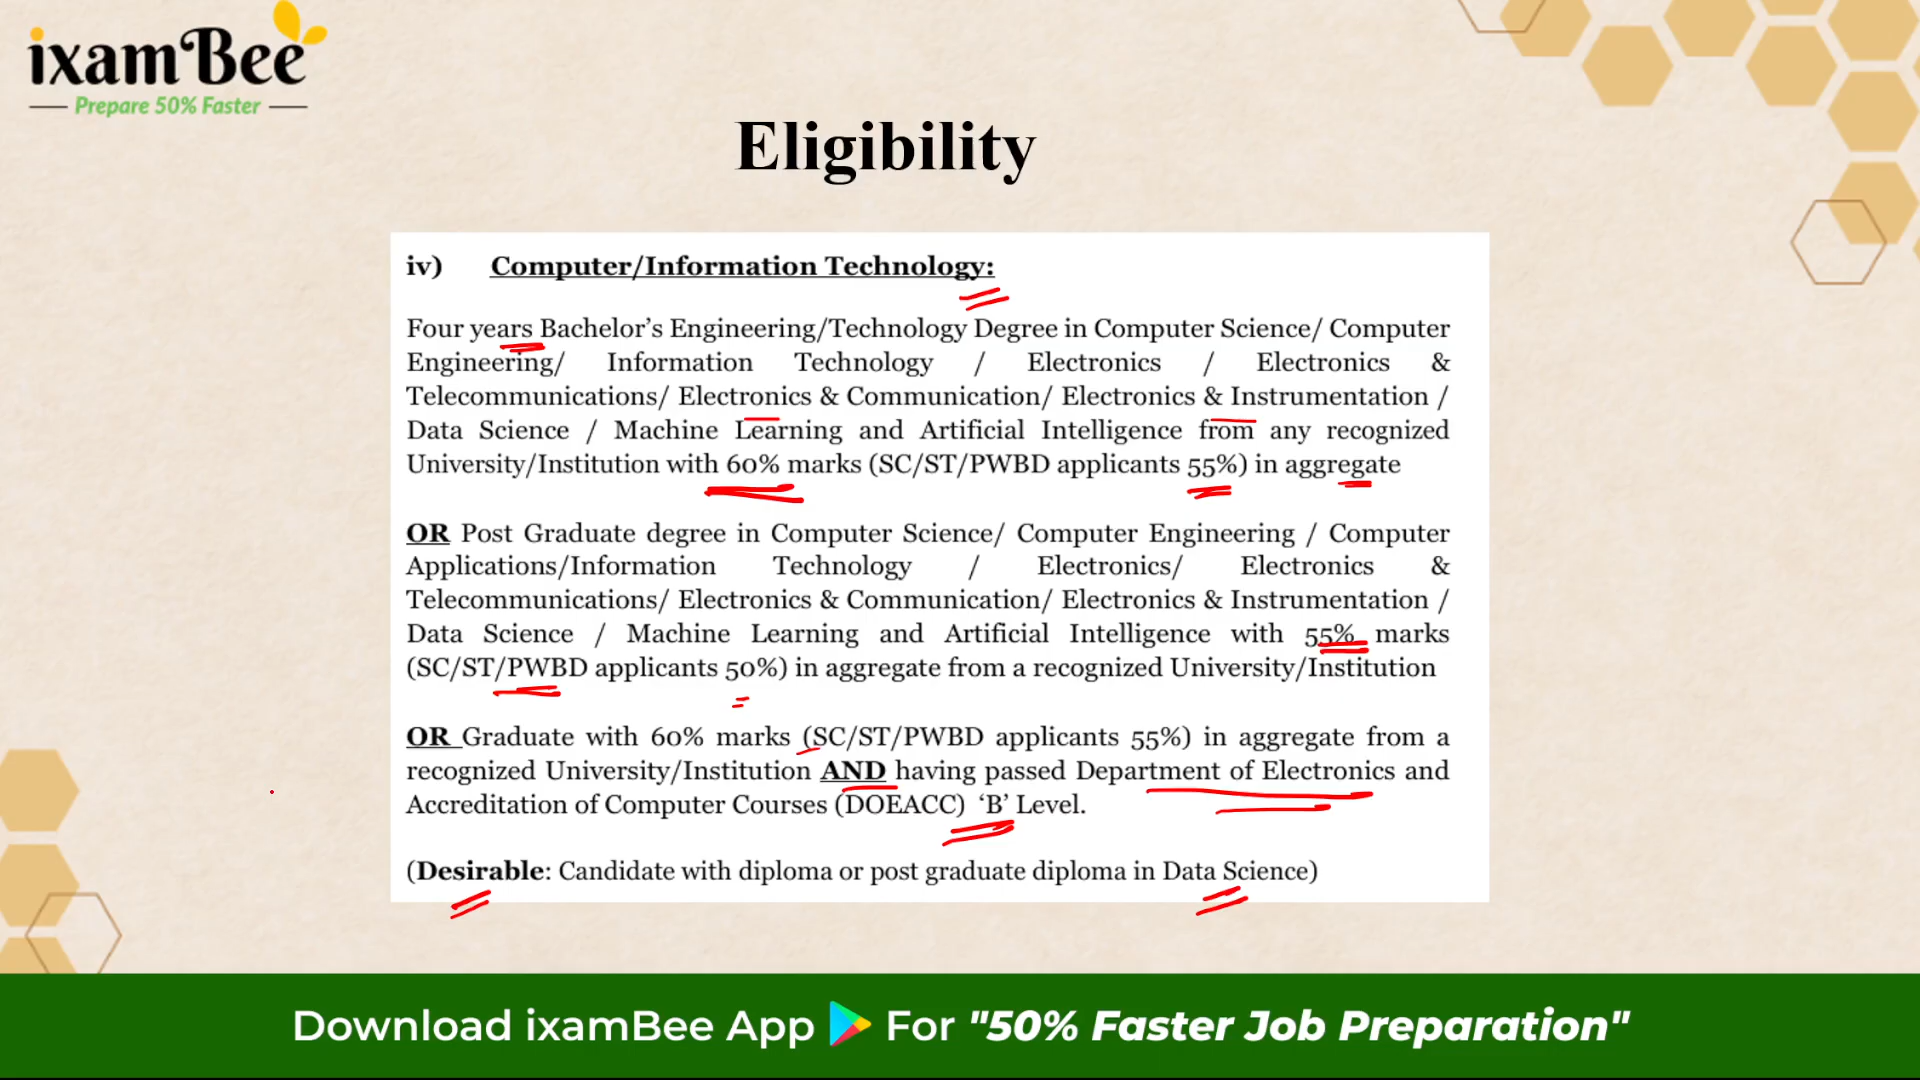 ixamBee
Prepare 50% Faster
Eligibility
iv) Computer/Information Technology:
Four years Bachelor’s Engineering/Technology Degree in Computer Science/ Computer
Engineering/ Information Technology / Electronics / Electronics &
Telecommunications/ Electronics & Communication/ Electronics & Instrumentation /
Data Science / Machine Learning and Artificial Intelligence from any recognized
University/Institution with 60% marks (SC/ST/PWBD applicants 55%) in aggregate
OR Post Graduate degree in Computer Science/ Computer Engineering / Computer
Applications/Information Technology / Electronics/ Electronics &
Telecommunications/ Electronics & Communication/ Electronics & Instrumentation /
Data Science / Machine Learning and Artificial Intelligence with 55% marks
(SC/ST/PWBD applicants 50%) in aggregate from a recognized University/Institution
OR Graduate with 60% marks (SC/ST/PWBD applicants 55%) in aggregate from a
recognized University/Institution AND having passed Department of Electronics and
Accreditation of Computer Courses (DOEACC) ‘B’ Level.
(Desirable: Candidate with diploma or post graduate diploma in Data Science)
Download ixamBee App For "50% Faster Job Preparation"